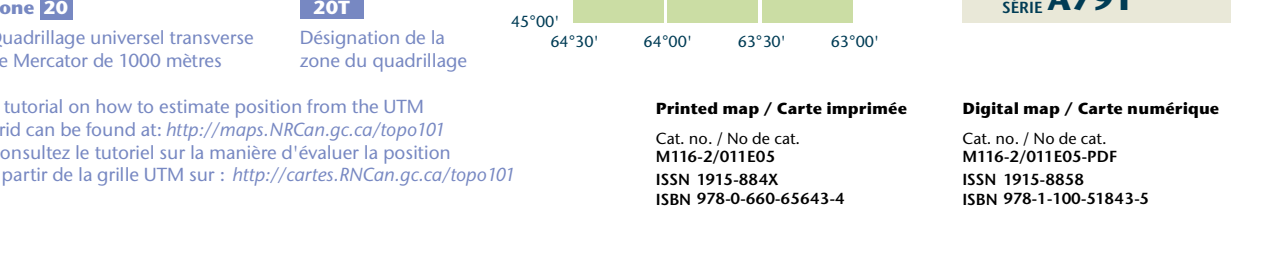 one 20
uadrillage universel transverse
e Mercator de 1000 mètres
20T
Désignation de la
zone du quadrillage
tutorial on how to estimate position from the UTM
rid can be found at: http://maps.NRCan.gc.ca/topo101
onsultez le tutoriel sur la manière d'évaluer la position
partir de la grille UTM sur : http://cartes.RNCan.gc.ca/topo101
45°00'
64°30' 64°00' 63°30' 63°00'
SÉRIE A791
Printed map / Carte imprimée
Cat. no. / No de cat.
M116-2/011E05
ISSN 1915-884X
ISBN 978-0-660-65643-4
Digital map / Carte numérique
Cat. no. / No de cat.
M116-2/011E05-PDF
ISSN 1915-8858
ISBN 978-1-100-51843-5